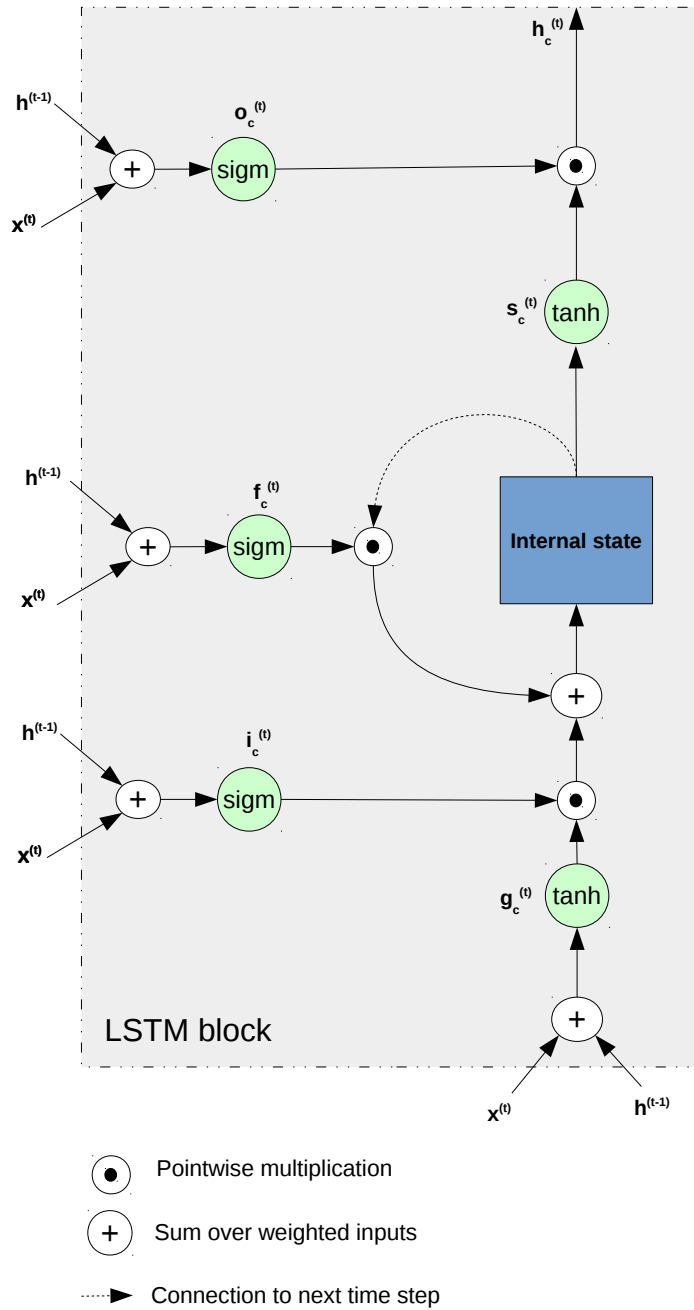 h_c^(t)
h^(t-1)
o_c^(t)
+
sigm
x^(t)
s_c^(t)
tanh
h^(t-1)
f_c^(t)
+
sigm
Internal state
x^(t)
+
h^(t-1)
i_c^(t)
+
sigm
x^(t)
g_c^(t)
tanh
LSTM block
+
x^(t)
h^(t-1)
Pointwise multiplication
+ Sum over weighted inputs
Connection to next time step